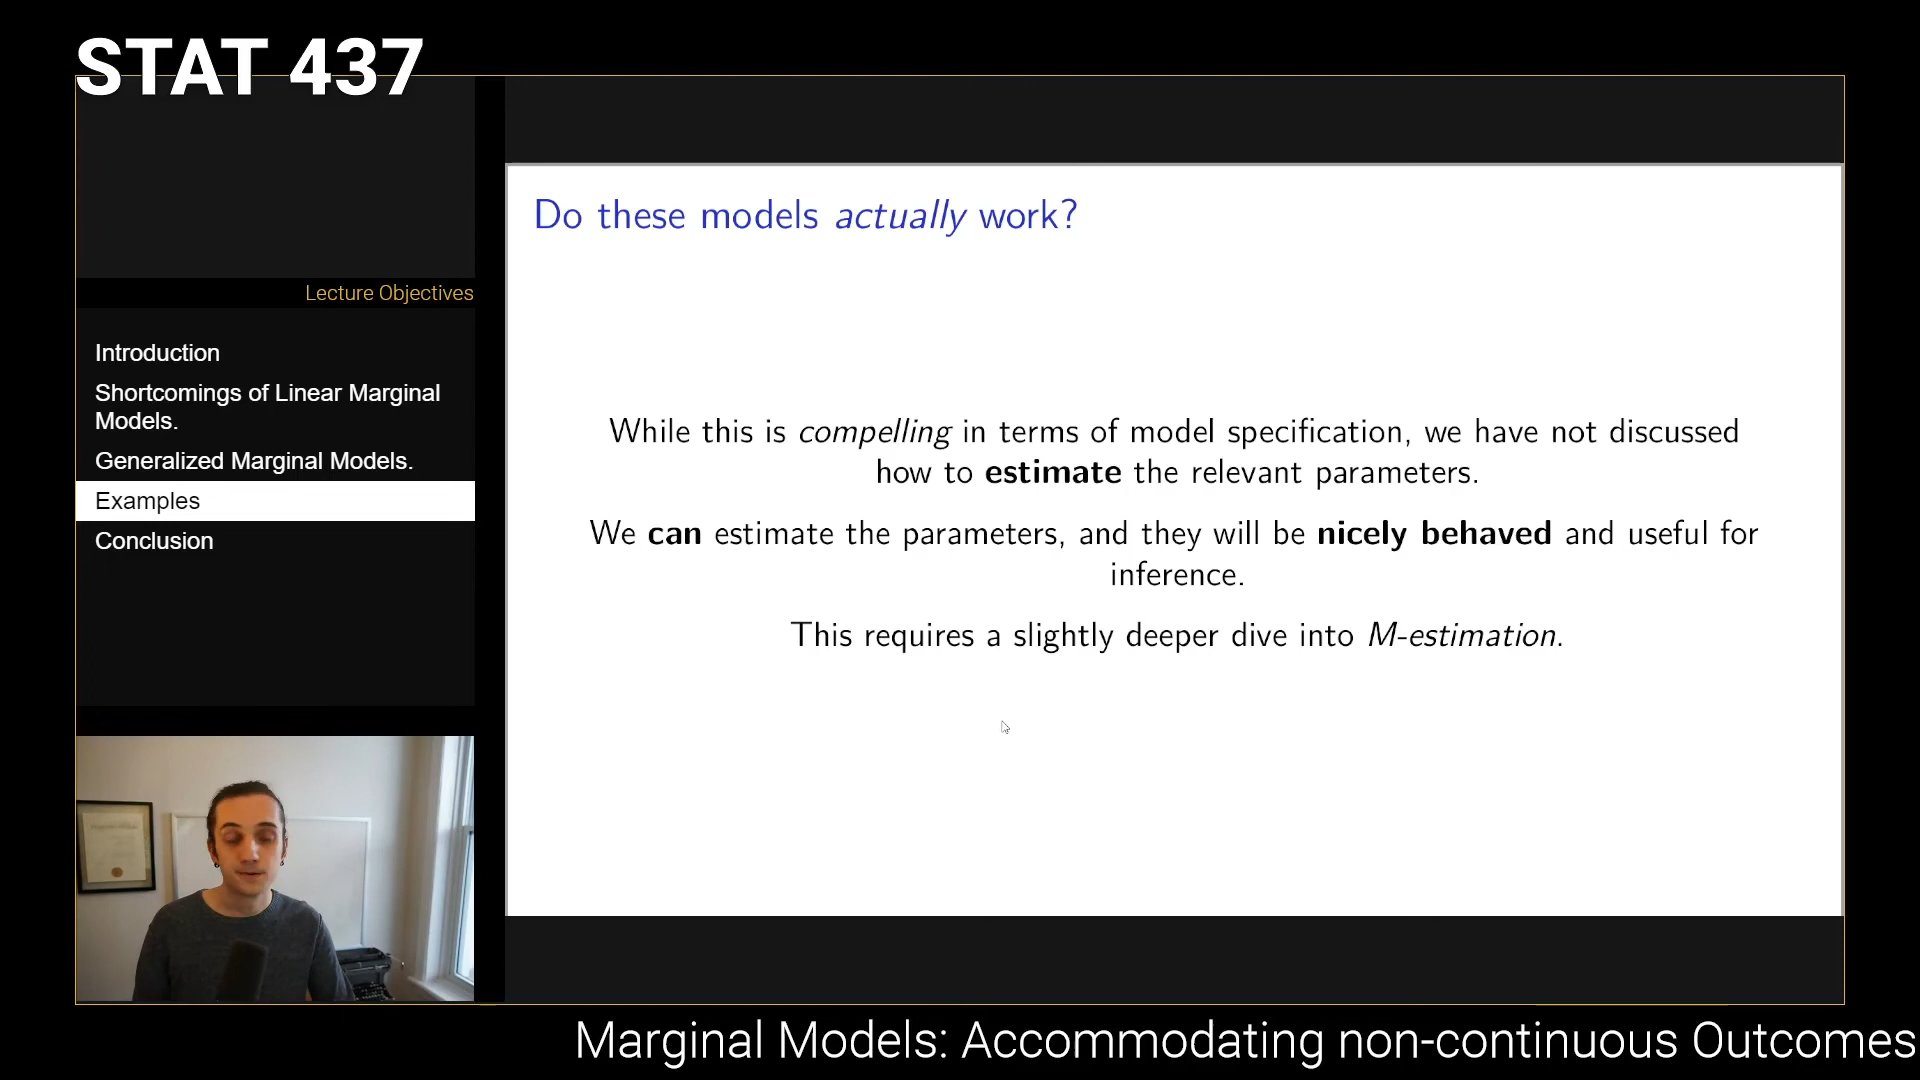 STAT 437
Lecture Objectives
Introduction
Shortcomings of Linear Marginal
Models.
Generalized Marginal Models.
Examples
Conclusion
Do these models actually work?
While this is compelling in terms of model specification, we have not discussed
how to estimate the relevant parameters.
We can estimate the parameters, and they will be nicely behaved and useful for
inference.
This requires a slightly deeper dive into M-estimation.
Marginal Models: Accommodating non-continuous Outcomes